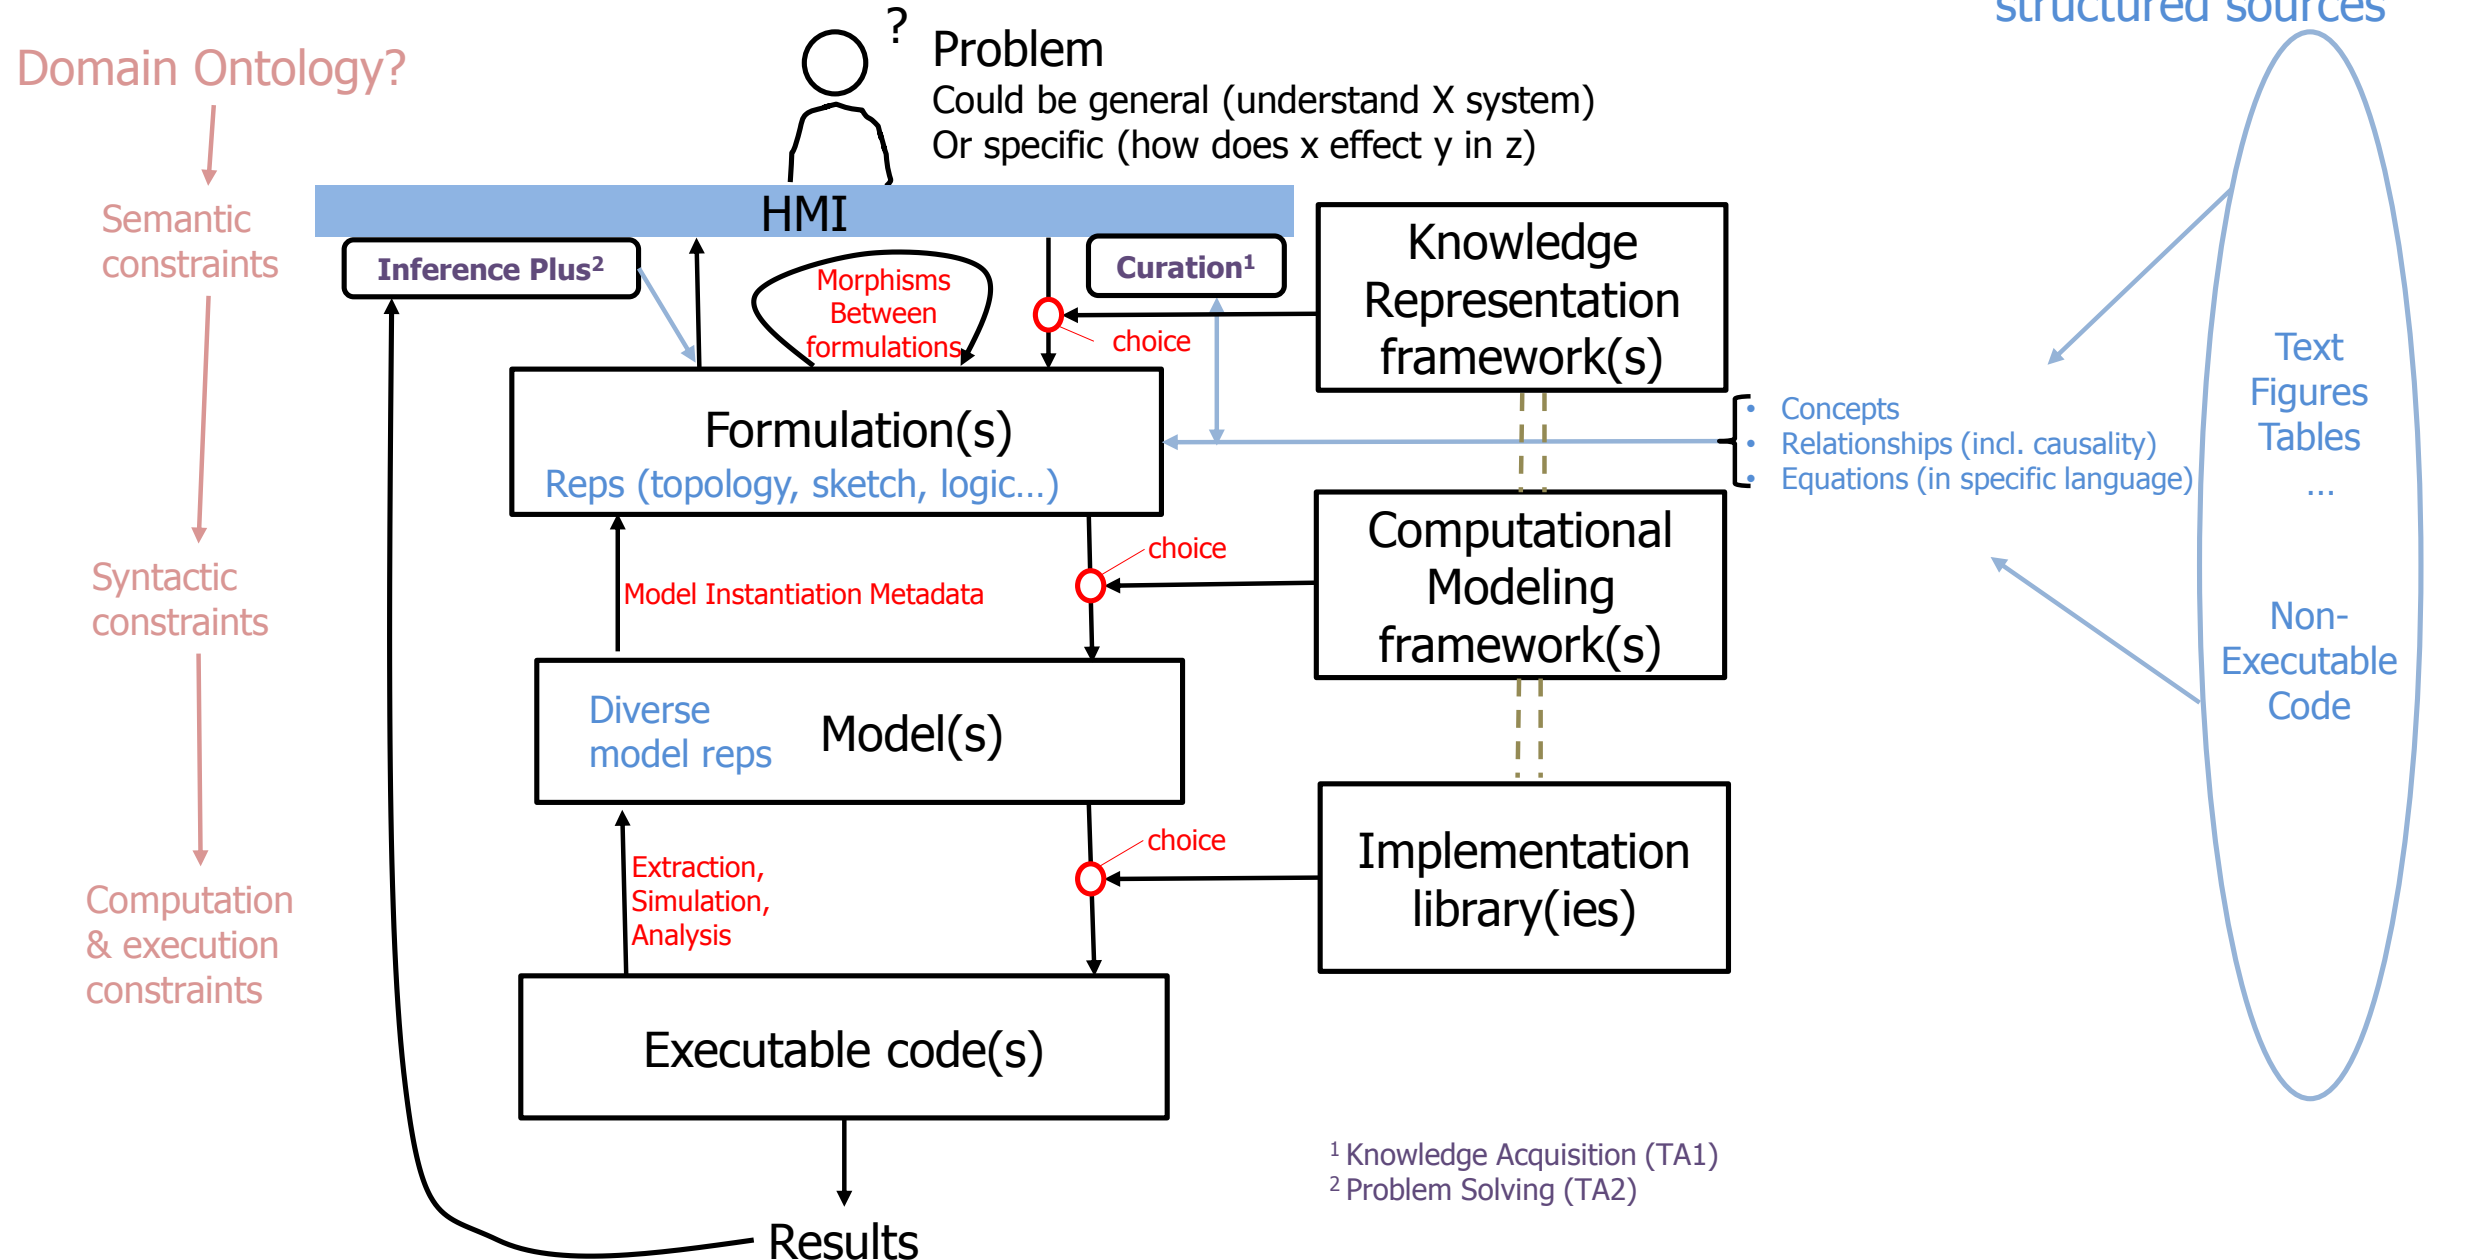 structured sources
Domain Ontology?
?
Problem
Could be general (understand X system)
Or specific (how does x effect y in z)
HMI
Semantic
constraints
Inference Plus²
Morphisms
Between
formulations
Curation¹
choice
Knowledge
Representation
framework(s)
Formulation(s)
Reps (topology, sketch, logic...)
• Concepts
• Relationships (incl. causality)
• Equations (in specific language)
Text
Figures
Tables
...
Non-
Executable
Code
Syntactic
constraints
Model Instantiation Metadata
choice
Computational
Modeling
framework(s)
Diverse
model reps
Model(s)
Extraction,
Simulation,
Analysis
choice
Implementation
library(ies)
Computation
& execution
constraints
Executable code(s)
Results
¹ Knowledge Acquisition (TA1)
² Problem Solving (TA2)